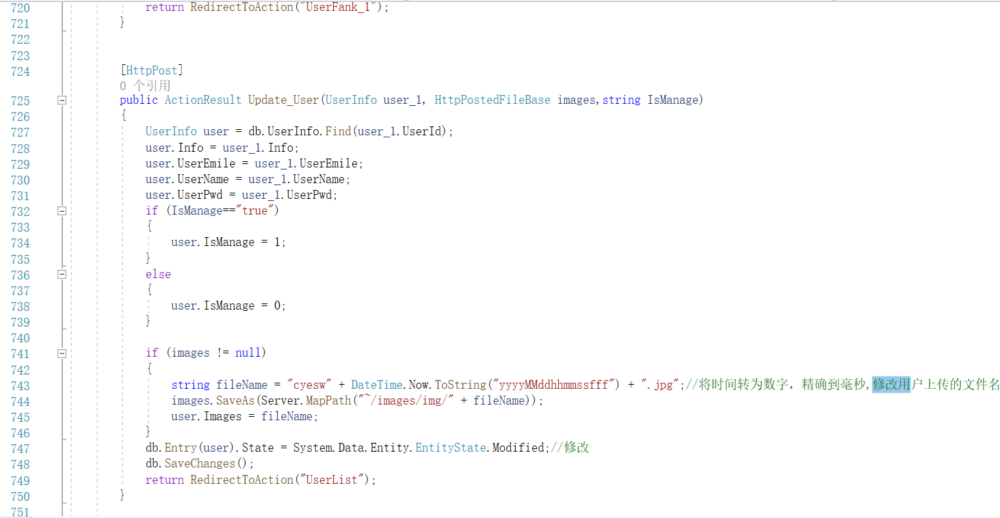 720 return RedirectToAction("UserFank_1");
721 }
722
723
724 [HttpPost]
0 个引用
725 public ActionResult Update_User(UserInfo user_1, HttpPostedFileBase images,string IsManage)
726 {
727 UserInfo user = db.UserInfo.Find(user_1.UserId);
728 user.Info = user_1.Info;
729 user.UserEmile = user_1.UserEmile;
730 user.UserName = user_1.UserName;
731 user.UserPwd = user_1.UserPwd;
732 if (IsManage=="true")
733 {
734 user.IsManage = 1;
735 }
736 else
737 {
738 user.IsManage = 0;
739 }
740
741 if (images != null)
742 {
743 string fileName = "cyesw" + DateTime.Now.ToString("yyyyMMddhhmmssfff") + ".jpg";//将时间转为数字，精确到毫秒,修改用户上传的文件名
744 images.SaveAs(Server.MapPath("~/images/img/" + fileName));
745 user.Images = fileName;
746 }
747 db.Entry(user).State = System.Data.Entity.EntityState.Modified;//修改
748 db.SaveChanges();
749 return RedirectToAction("UserList");
750 }
751